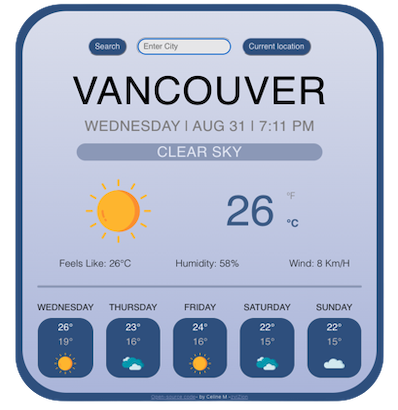 Search Enter City Current location
VANCOUVER
WEDNESDAY | AUG 31 | 7:11 PM
CLEAR SKY
26 °F
°C
Feels Like: 26°C Humidity: 58% Wind: 8 Km/H
WEDNESDAY THURSDAY FRIDAY SATURDAY SUNDAY
26° 23° 24° 22° 22°
19° 16° 16° 15° 15°
Open-source code • by Celine M •